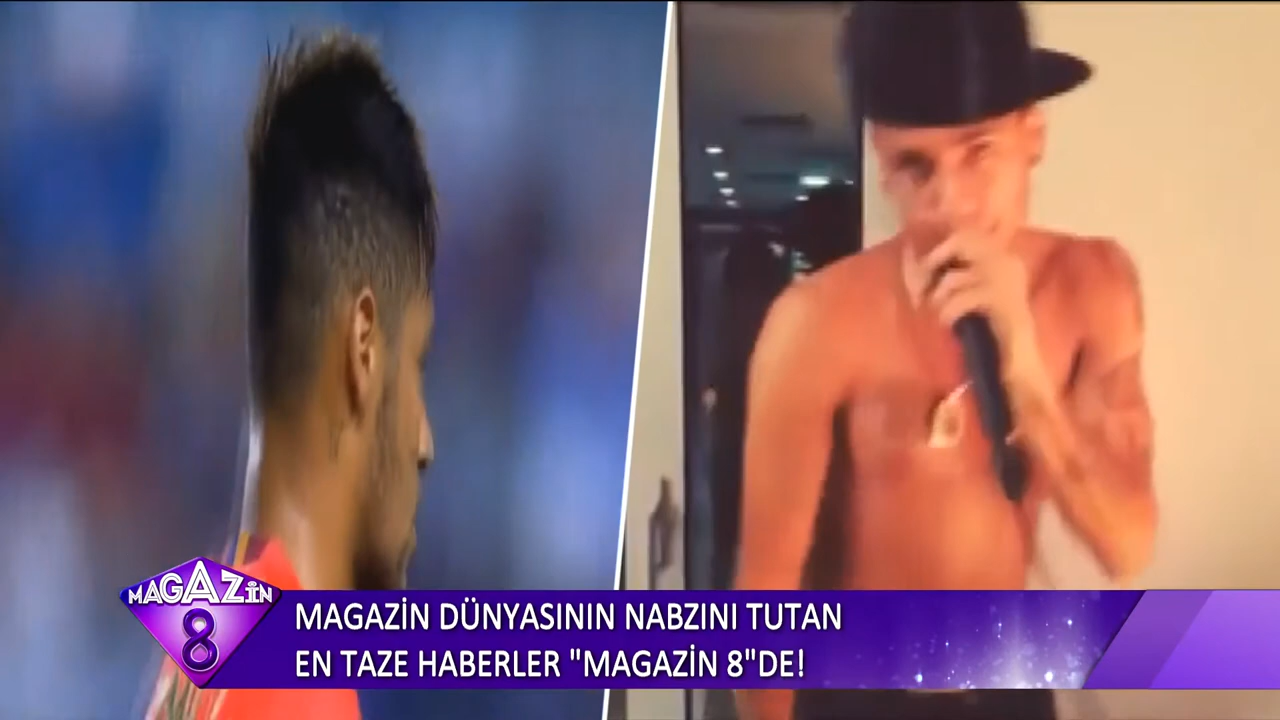 MAGAZİN
8
MAGAZİN DÜNYASININ NABZINI TUTAN
EN TAZE HABERLER "MAGAZİN 8"DE!